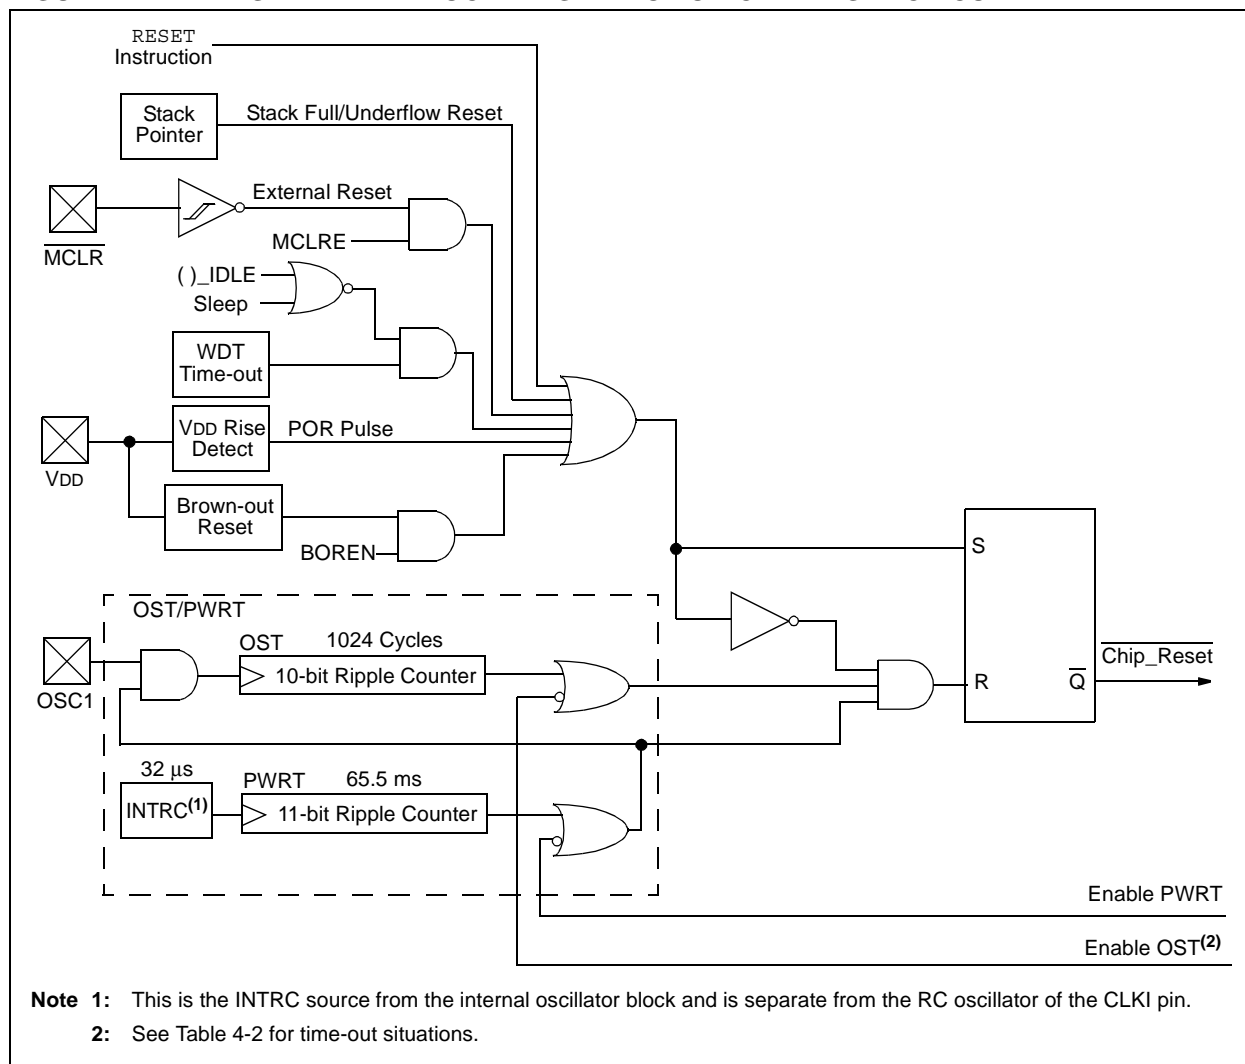 RESET
Instruction
Stack
Pointer
Stack Full/Underflow Reset
External Reset
MCLR
MCLRE
( )_IDLE
Sleep
WDT
Time-out
VDD Rise
Detect
POR Pulse
VDD
Brown-out
Reset
BOREN
S
OST/PWRT
OST
1024 Cycles
10-bit Ripple Counter
OSC1
R
Q
Chip_Reset
32 μs
INTRC(1)
PWRT
65.5 ms
11-bit Ripple Counter
Enable PWRT
Enable OST(2)
Note 1: This is the INTRC source from the internal oscillator block and is separate from the RC oscillator of the CLKI pin.
2: See Table 4-2 for time-out situations.